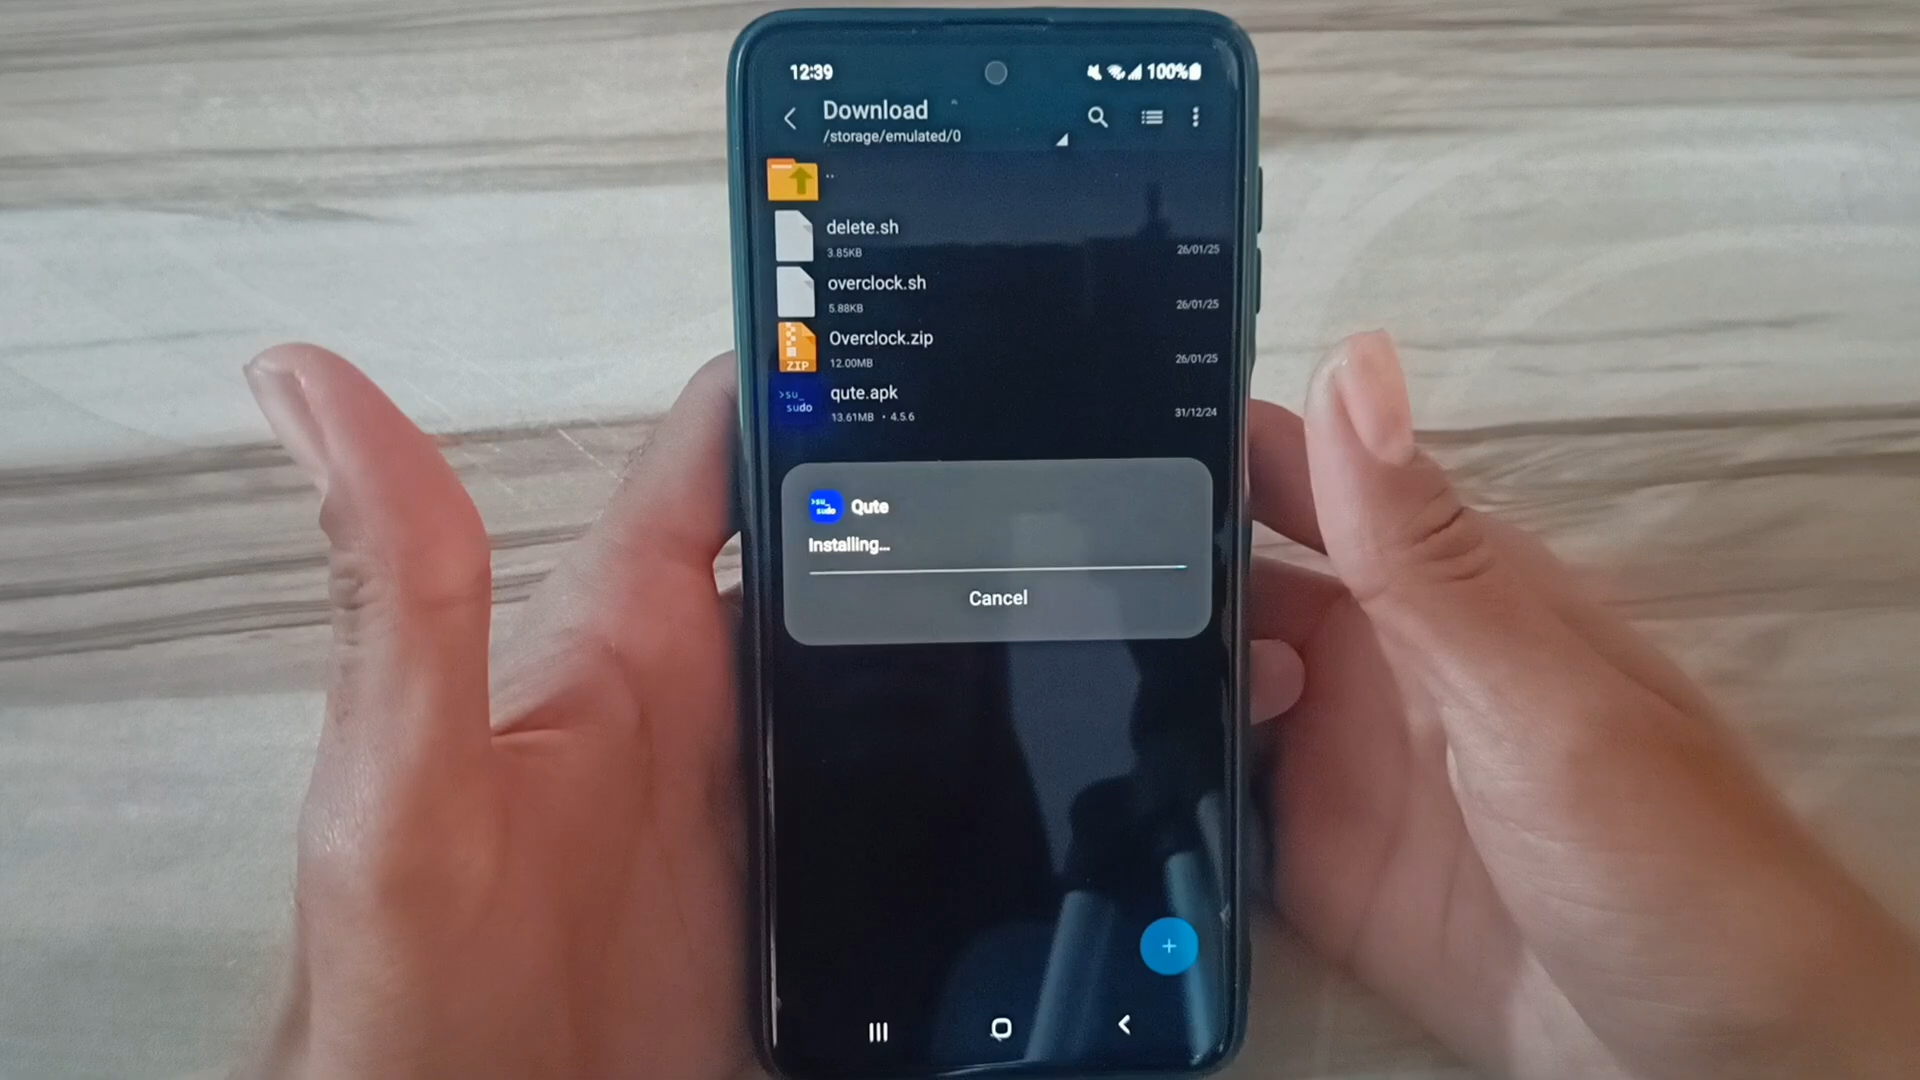 12:39
100%
Download
/storage/emulated/0
..
delete.sh
3.85KB
26/01/25
overclock.sh
5.88KB
26/01/25
Overclock.zip
ZIP
12.00MB
26/01/25
>su_
sudo
qute.apk
13.61MB • 4.5.6
31/12/24
>su_
sudo
Qute
Installing...
Cancel